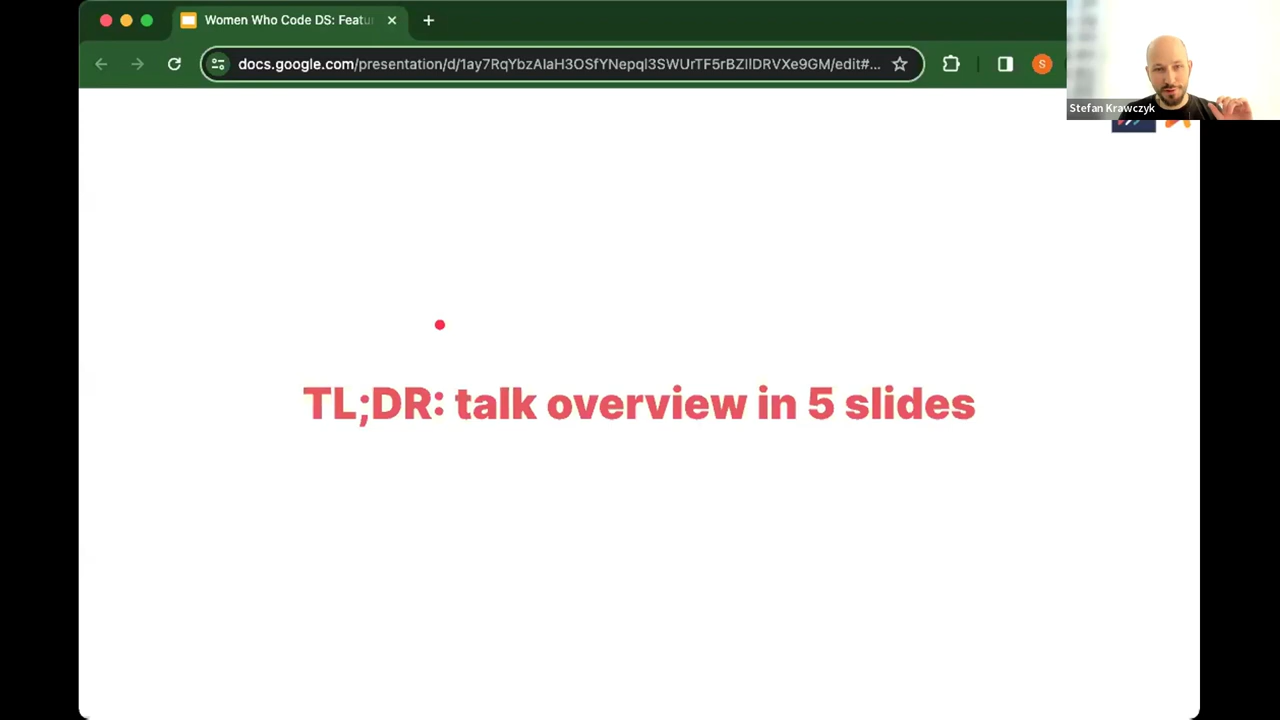 Women Who Code DS: Featu
docs.google.com/presentation/d/1ay7RqYbzAIaH3OSfYNepqI3SWUrTF5rBZIlDRVXe9GM/edit#...
S
Stefan Krawczyk
TL;DR: talk overview in 5 slides